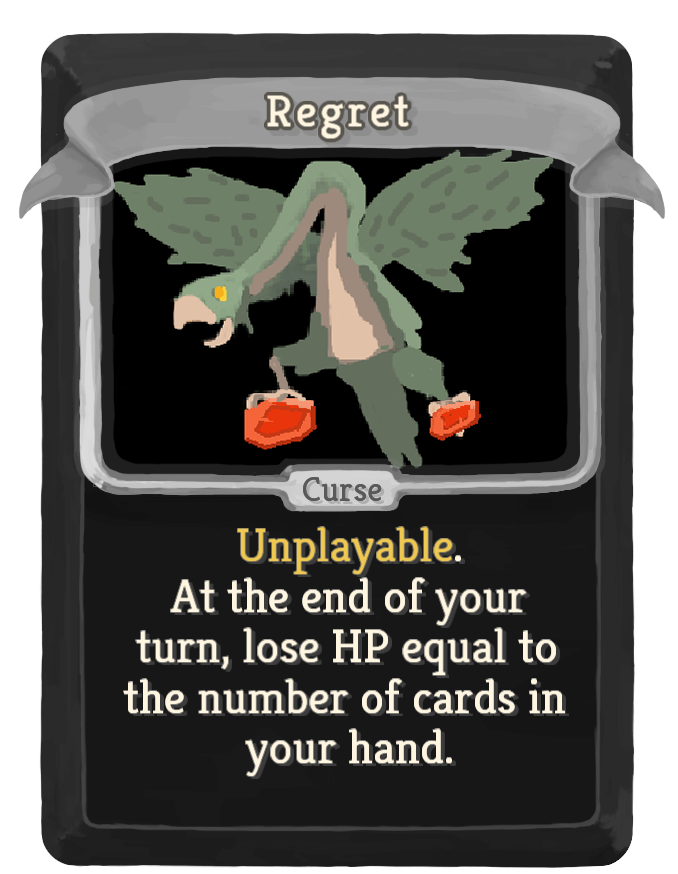 Regret
Curse
Unplayable.
At the end of your
turn, lose HP equal to
the number of cards in
your hand.